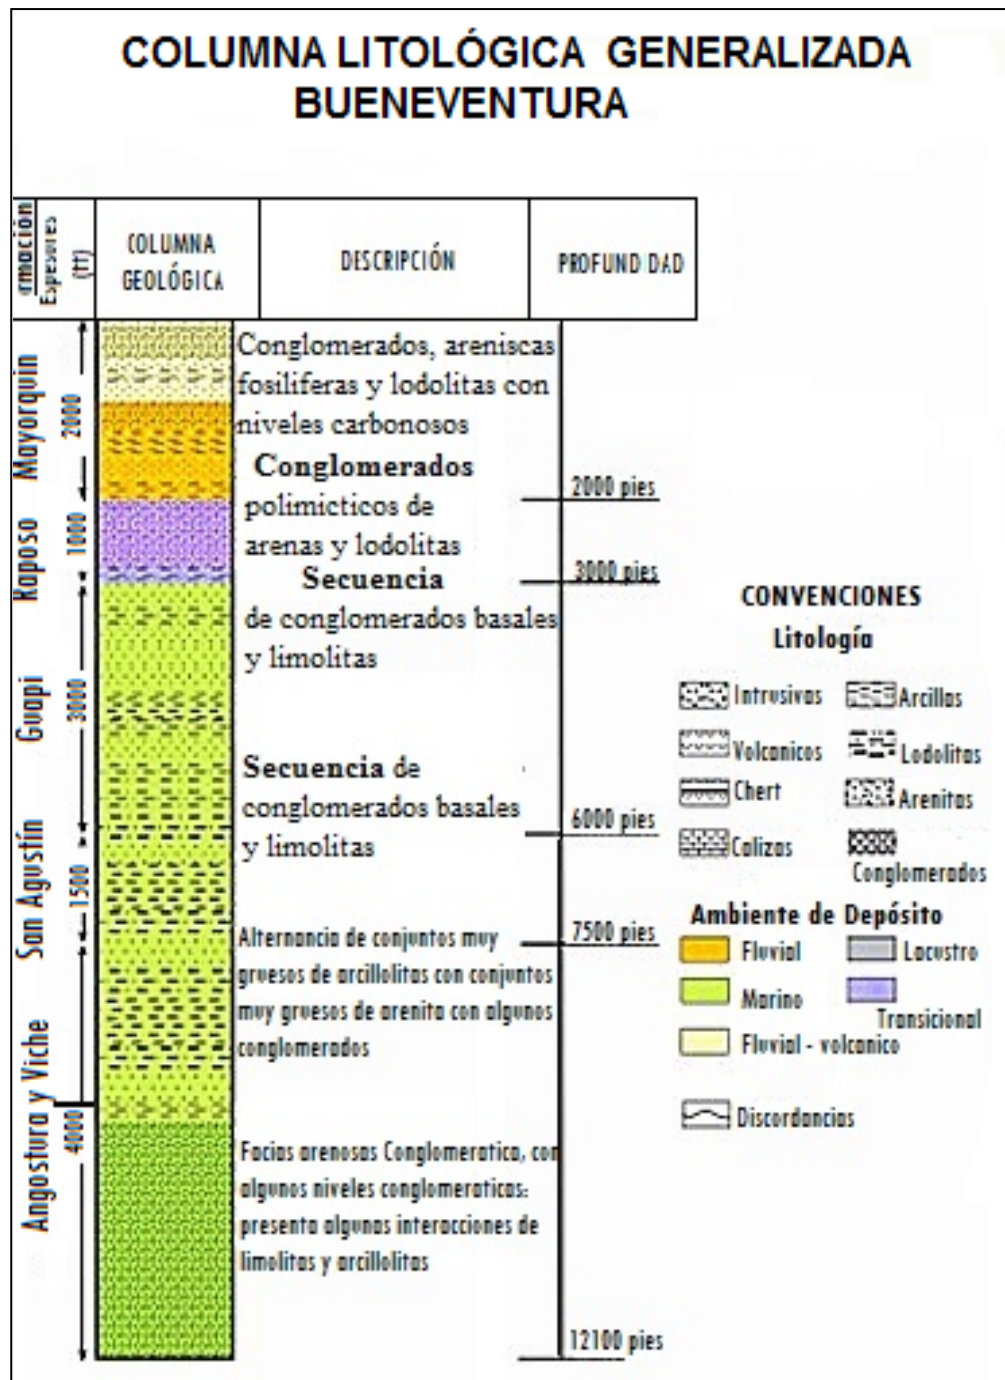 COLUMNA LITOLÓGICA GENERALIZADA
BUENEVENTURA
ormación
Espesores
(ft)
COLUMNA
GEOLÓGICA
DESCRIPCIÓN
PROFUND DAD
Mayorquin
2000
Conglomerados, areniscas
fosiliferas y lodolitas con
niveles carbonosos
Raposo
1000
Conglomerados
polimicticos de
arenas y lodolitas
2000 pies
Guapi
3000
Secuencia
de conglomerados basales
y limolitas
3000 pies
San Agustín
1500
Secuencia de
conglomerados basales
y limolitas
6000 pies
Angostura y Viche
4000
Alternancia de conjuntos muy
gruesos de arcillolitas con conjuntos
muy gruesos de arenita con algunos
conglomerados
7500 pies
Facias arenosas Conglomeratica, con
algunos niveles conglomeraticas:
presenta algunas interacciones de
limolitas y arcillolitas
12100 pies
CONVENCIONES
Litología
Intrusivas
Arcillas
Volcanicos
Lodolitas
Chert
Arenitas
Calizas
Conglomerados
Ambiente de Depósito
Fluvial
Lacustro
Marino
Transicional
Fluvial - volcanico
Discordancias